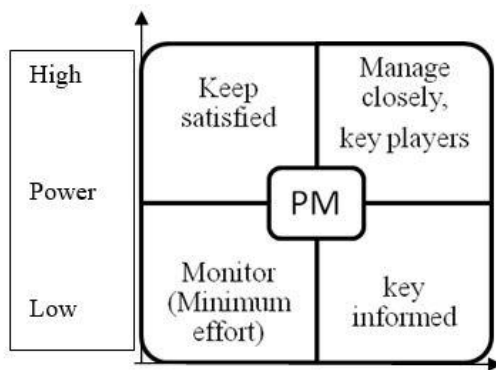 High
Power
Low
Keep
satisfied
Manage
closely,
key players
PM
Monitor
(Minimum
effort)
key
informed